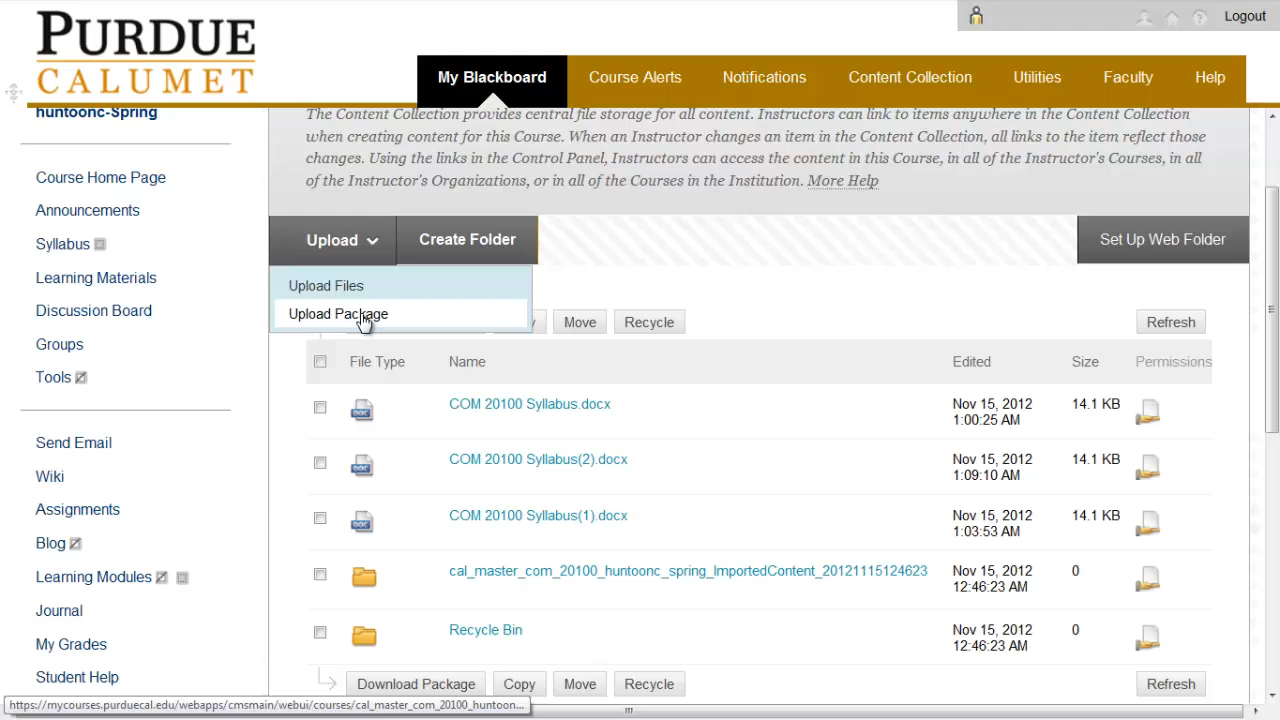 PURDUE
CALUMET
Logout
My Blackboard
Course Alerts
Notifications
Content Collection
Utilities
Faculty
Help
huntoonc-Spring
Course Home Page
Announcements
Syllabus
Learning Materials
Discussion Board
Groups
Tools
Send Email
Wiki
Assignments
Blog
Learning Modules
Journal
My Grades
Student Help
The Content Collection provides central file storage for all content. Instructors can link to items anywhere in the Content Collection
when creating content for this Course. When an Instructor changes an item in the Content Collection, all links to the item reflect those
changes. Using the links in the Control Panel, Instructors can access the content in this Course, in all of the Instructor's Courses, in all
of the Instructor's Organizations, or in all of the Courses in the Institution. More Help
Upload
Create Folder
Set Up Web Folder
Upload Files
Upload Package
Move
Recycle
Refresh
File Type
Name
Edited
Size
Permissions
COM 20100 Syllabus.docx
Nov 15, 2012
1:00:25 AM
14.1 KB
COM 20100 Syllabus(2).docx
Nov 15, 2012
1:09:10 AM
14.1 KB
COM 20100 Syllabus(1).docx
Nov 15, 2012
1:03:53 AM
14.1 KB
cal_master_com_20100_huntoonc_spring_ImportedContent_20121115124623
Nov 15, 2012
12:46:23 AM
0
Recycle Bin
Nov 15, 2012
12:46:23 AM
0
Download Package
Copy
Move
Recycle
Refresh
https://mycourses.purduecal.edu/webapps/cmsmain/webui/courses/cal_master_com_20100_huntoon...